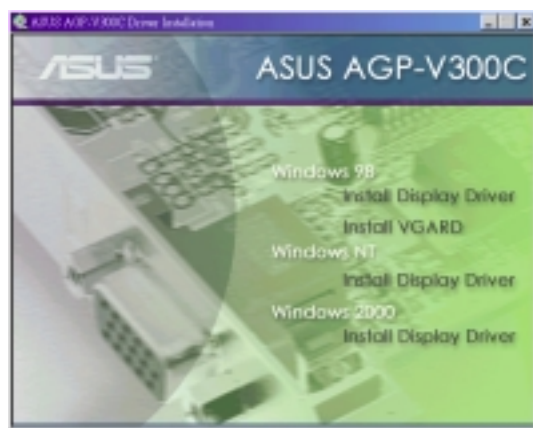 ASUS AGP-V300C Driver Installation
ASUS
ASUS AGP-V300C
Windows 98
Install Display Driver
Install VGARD
Windows NT
Install Display Driver
Windows 2000
Install Display Driver